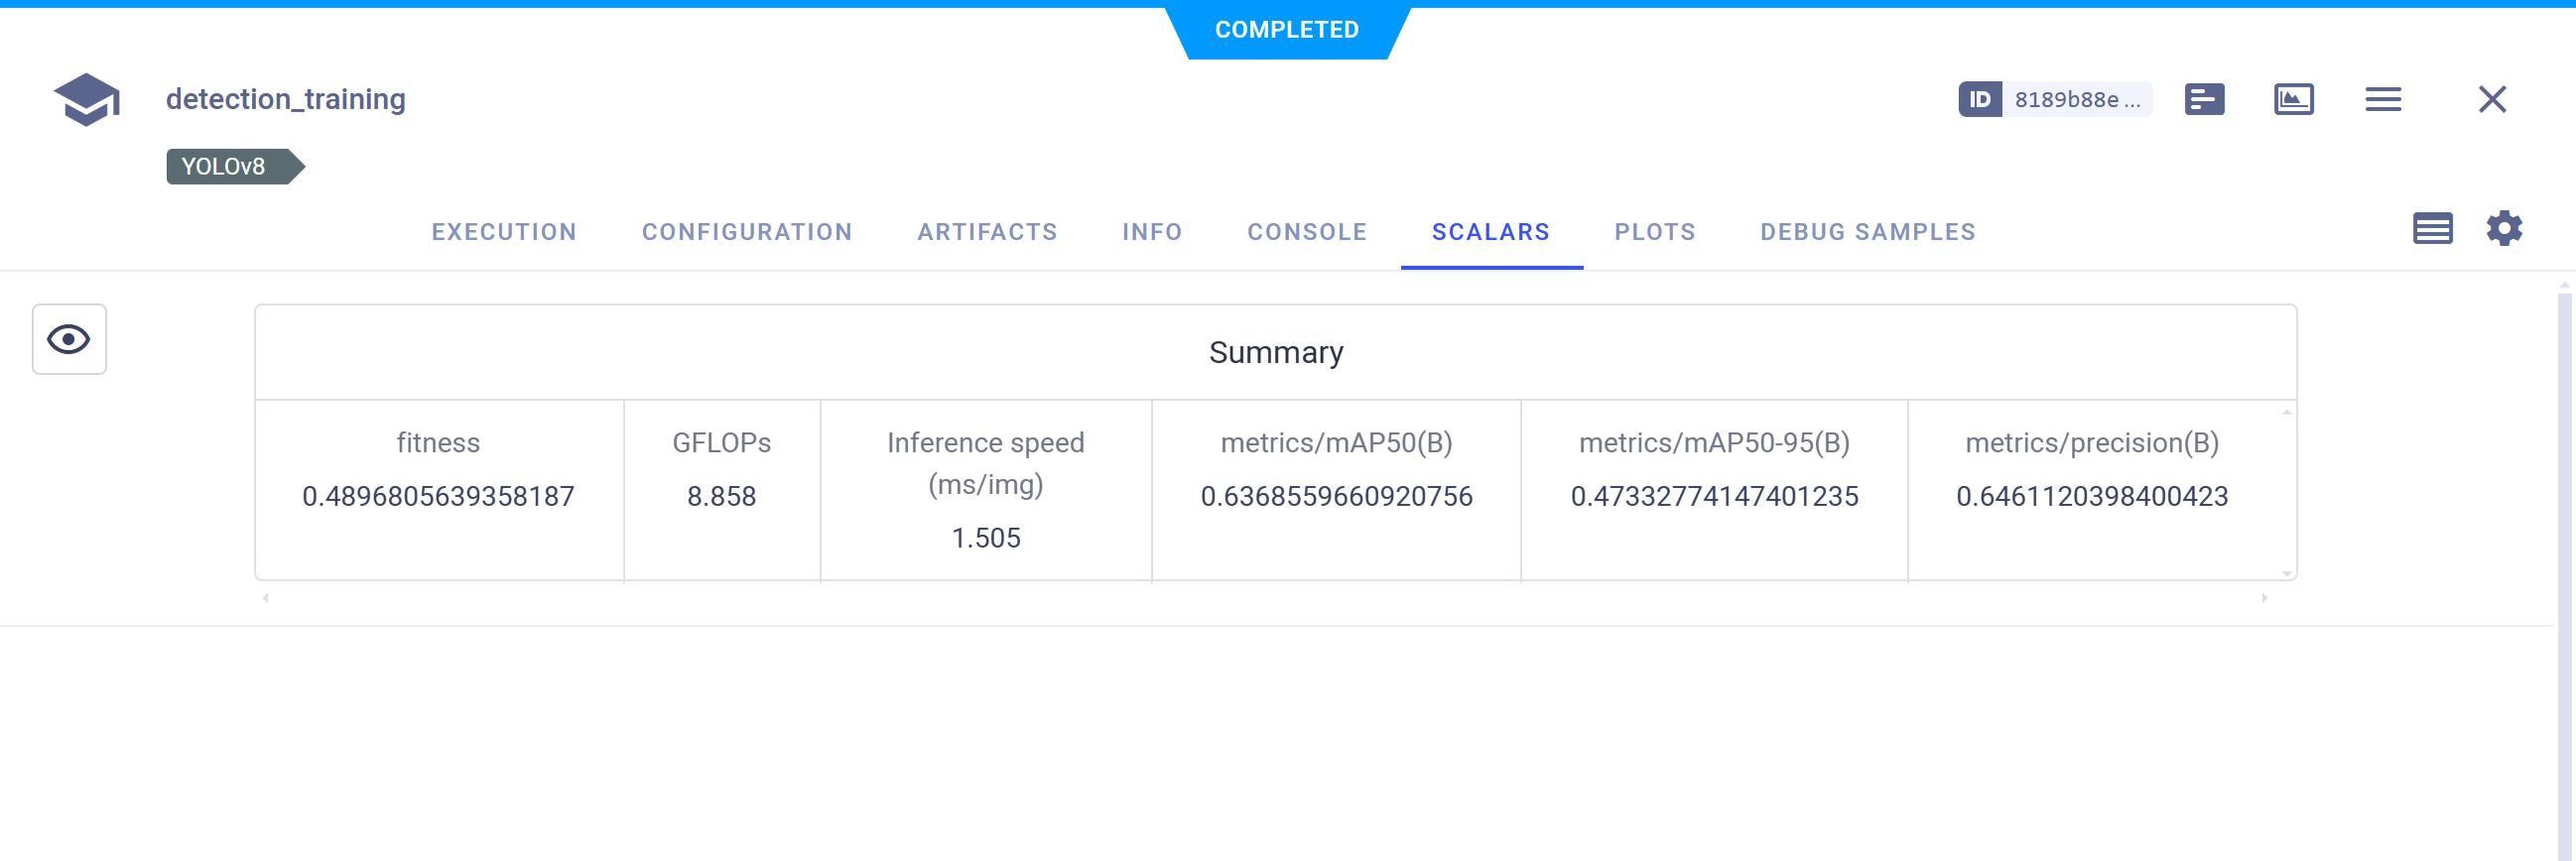 COMPLETED
detection_training
ID 8189b88e ...
YOLOv8
EXECUTION CONFIGURATION ARTIFACTS INFO CONSOLE SCALARS PLOTS DEBUG SAMPLES
Summary
fitness
0.4896805639358187
GFLOPs
8.858
Inference speed
(ms/img)
1.505
metrics/mAP50(B)
0.6368559660920756
metrics/mAP50-95(B)
0.47332774147401235
metrics/precision(B)
0.6461120398400423